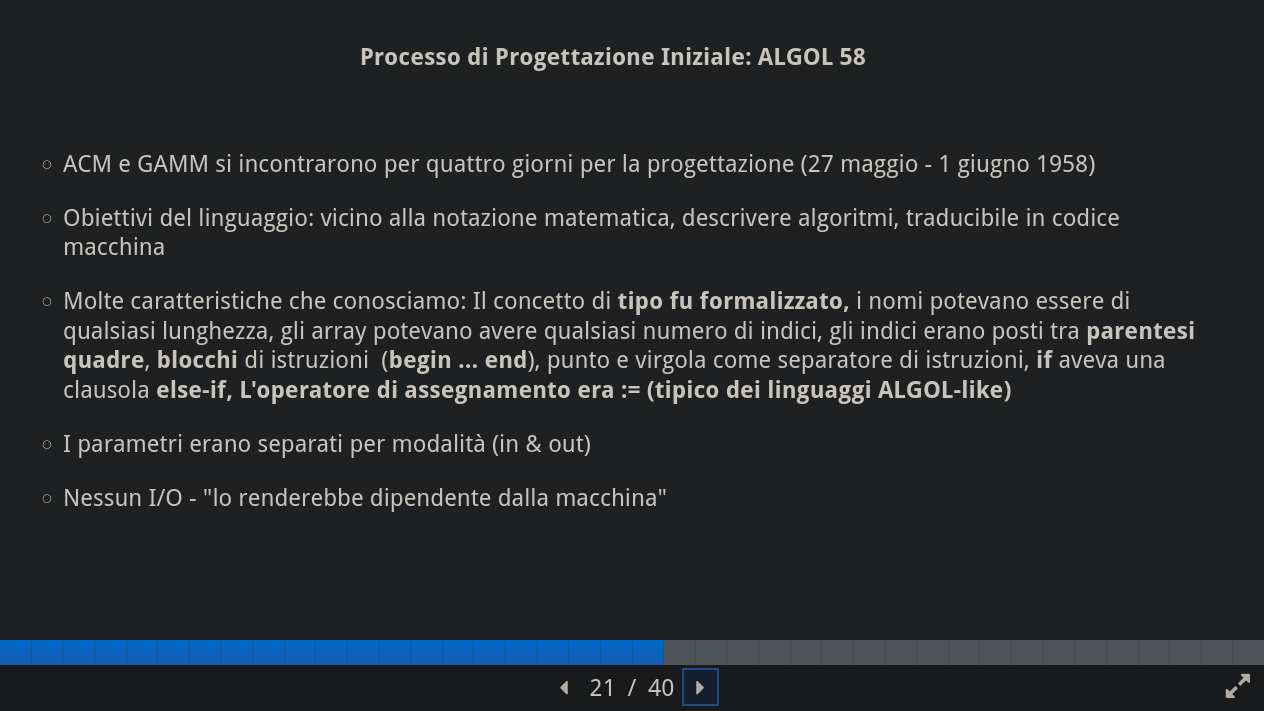 Processo di Progettazione Iniziale: ALGOL 58
ACM e GAMM si incontrarono per quattro giorni per la progettazione (27 maggio - 1 giugno 1958)
Obiettivi del linguaggio: vicino alla notazione matematica, descrivere algoritmi, traducibile in codice
macchina
Molte caratteristiche che conosciamo: Il concetto di tipo fu formalizzato, i nomi potevano essere di
qualsiasi lunghezza, gli array potevano avere qualsiasi numero di indici, gli indici erano posti tra parentesi
quadre, blocchi di istruzioni (begin ... end), punto e virgola come separatore di istruzioni, if aveva una
clausola else-if, L'operatore di assegnamento era := (tipico dei linguaggi ALGOL-like)
I parametri erano separati per modalità (in & out)
Nessun I/O - "lo renderebbe dipendente dalla macchina"
21 / 40